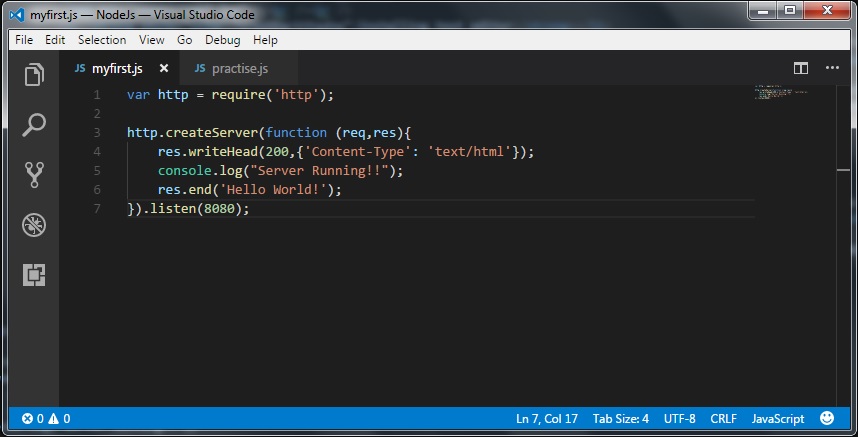 myfirst.js — NodeJs — Visual Studio Code
File Edit Selection View Go Debug Help
JS myfirst.js × JS practise.js ···
1 var http = require('http');
2
3 http.createServer(function (req,res){
4     res.writeHead(200,{'Content-Type': 'text/html'});
5     console.log("Server Running!!");
6     res.end('Hello World!');
7 }).listen(8080);
0 0 Ln 7, Col 17 Tab Size: 4 UTF-8 CRLF JavaScript